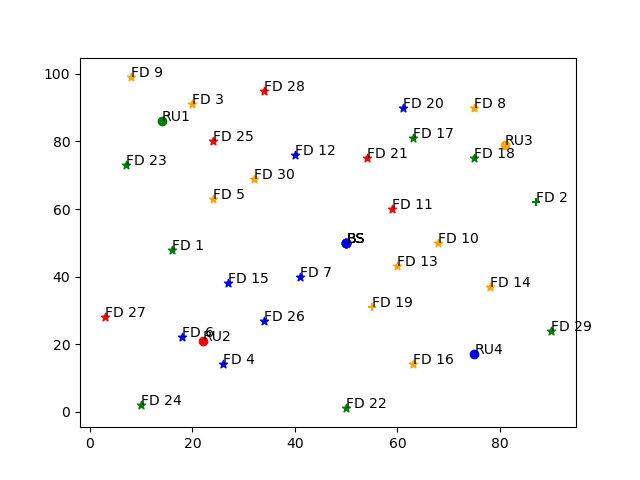 100
80
60
40
20
0
FD 9
FD 3
FD 28
RU1
FD 20
FD 8
FD 25
FD 12
FD 17
RU3
FD 23
FD 21
FD 18
FD 30
FD 5
FD 11
FD 2
FD 1
BS
FD 10
FD 13
FD 15
FD 7
FD 14
FD 27
FD 26
FD 19
FD 29
FD 6
RU2
FD 4
FD 16
RU4
FD 24
FD 22
0 20 40 60 80